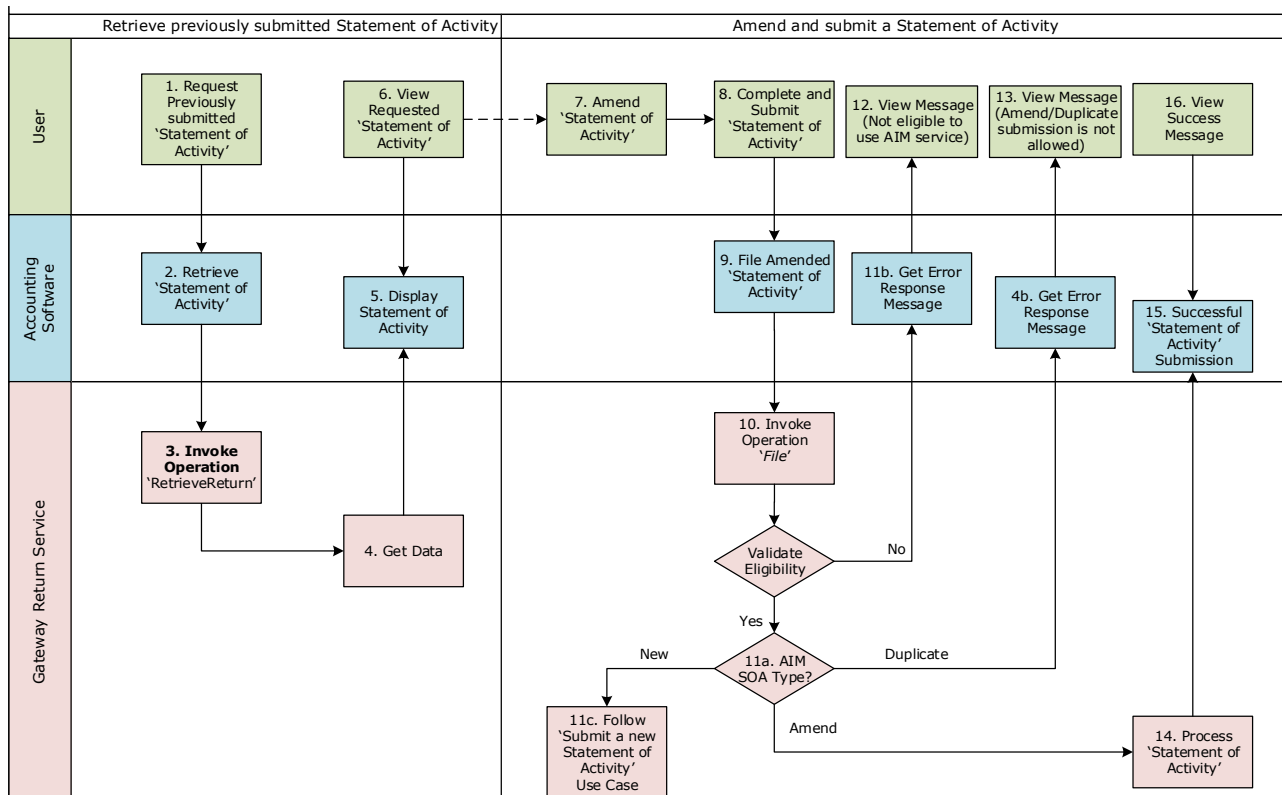 Retrieve previously submitted Statement of Activity
Amend and submit a Statement of Activity
User
1. Request
Previously
submitted
‘Statement of
Activity’
6. View
Requested
‘Statement of
Activity’
7. Amend
‘Statement of
Activity’
8. Complete and
Submit
‘Statement of
Activity’
12. View Message
(Not eligible to
use AIM service)
13. View Message
(Amend/Duplicate
submission is not
allowed)
16. View
Success
Message
Accounting
Software
2. Retrieve
‘Statement of
Activity’
5. Display
Statement of
Activity
9. File Amended
‘Statement of
Activity’
11b. Get Error
Response
Message
4b. Get Error
Response
Message
15. Successful
‘Statement of
Activity’
Submission
Gateway Return Service
3. Invoke
Operation
‘RetrieveReturn’
4. Get Data
10. Invoke
Operation
‘File’
Validate
Eligibility
No
Yes
11a. AIM
SOA Type?
New
Duplicate
Amend
11c. Follow
‘Submit a new
Statement of
Activity’
Use Case
14. Process
‘Statement of
Activity’